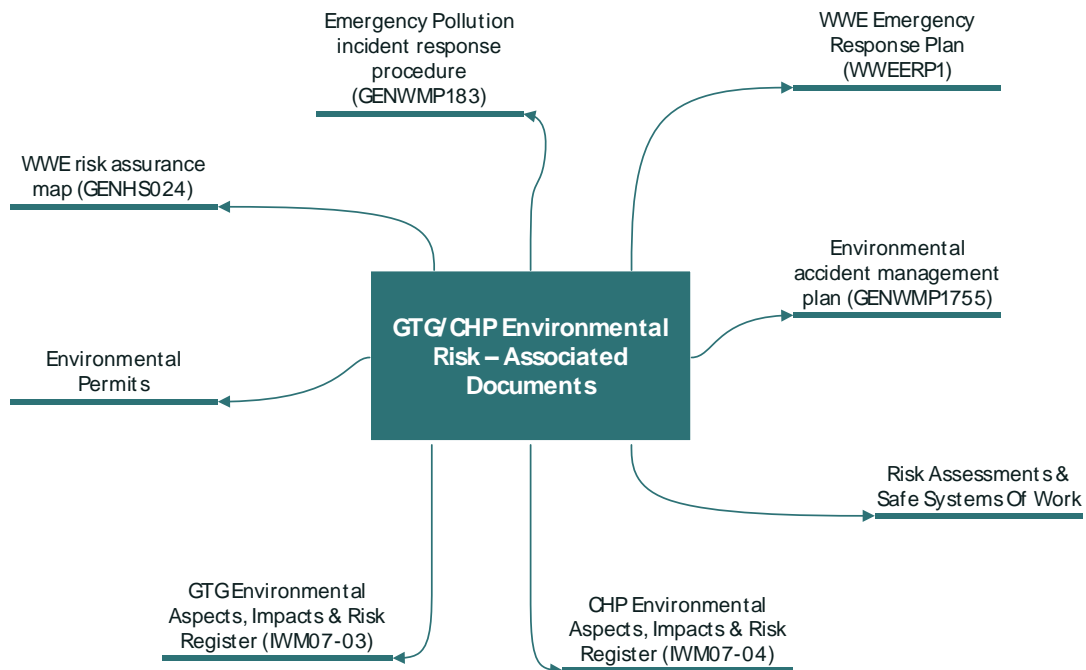 Emergency Pollution
incident response
procedure
(GENWMP183)
WWE Emergency
Response Plan
(WWEERP1)
WWE risk assurance
map (GENHS024)
Environmental
accident management
plan (GENWMP1755)
GTG/CHP Environmental
Risk – Associated
Documents
Environmental
Permits
Risk Assessments &
Safe Systems Of Work
GTG Environmental
Aspects, Impacts & Risk
Register (IWM07-03)
CHP Environmental
Aspects, Impacts & Risk
Register (IWM07-04)